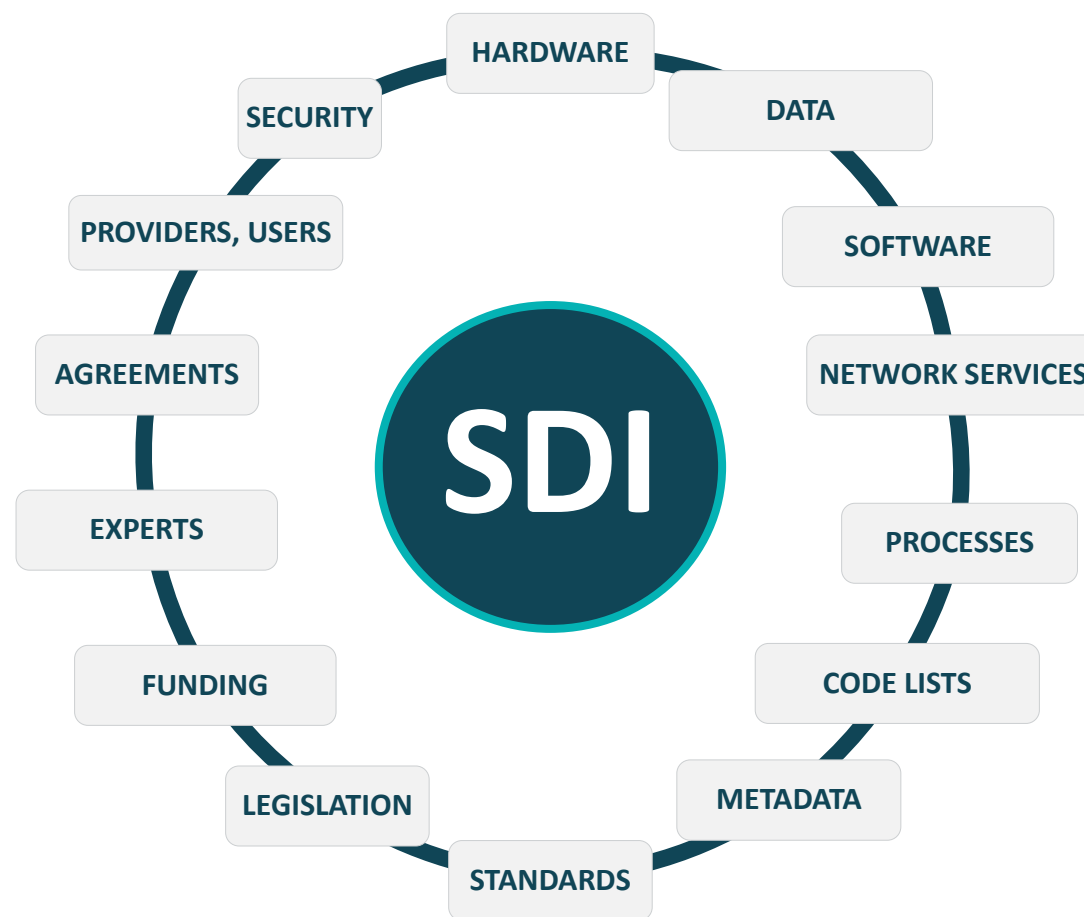 HARDWARE
DATA
SOFTWARE
NETWORK SERVICES
PROCESSES
CODE LISTS
METADATA
STANDARDS
LEGISLATION
FUNDING
EXPERTS
AGREEMENTS
PROVIDERS, USERS
SECURITY
SDI